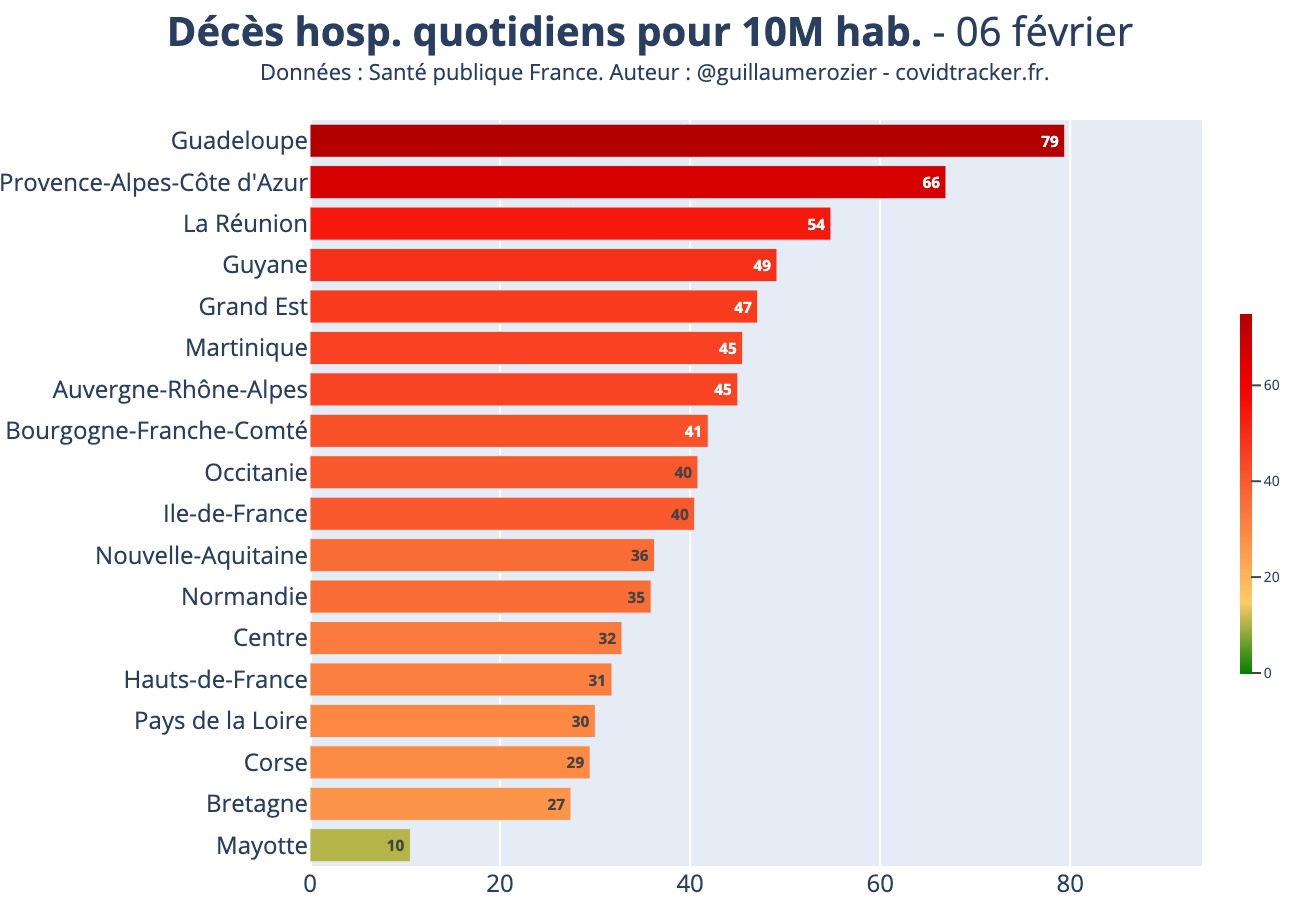 Décès hosp. quotidiens pour 10M hab. - 06 février
Données : Santé publique France. Auteur : @guillaumerozier - covidtracker.fr.
Guadeloupe 79
Provence-Alpes-Côte d'Azur 66
La Réunion 54
Guyane 49
Grand Est 47
Martinique 45
Auvergne-Rhône-Alpes 45
Bourgogne-Franche-Comté 41
Occitanie 40
Ile-de-France 40
Nouvelle-Aquitaine 36
Normandie 35
Centre 32
Hauts-de-France 31
Pays de la Loire 30
Corse 29
Bretagne 27
Mayotte 10
0 20 40 60 80
60
40
20
0